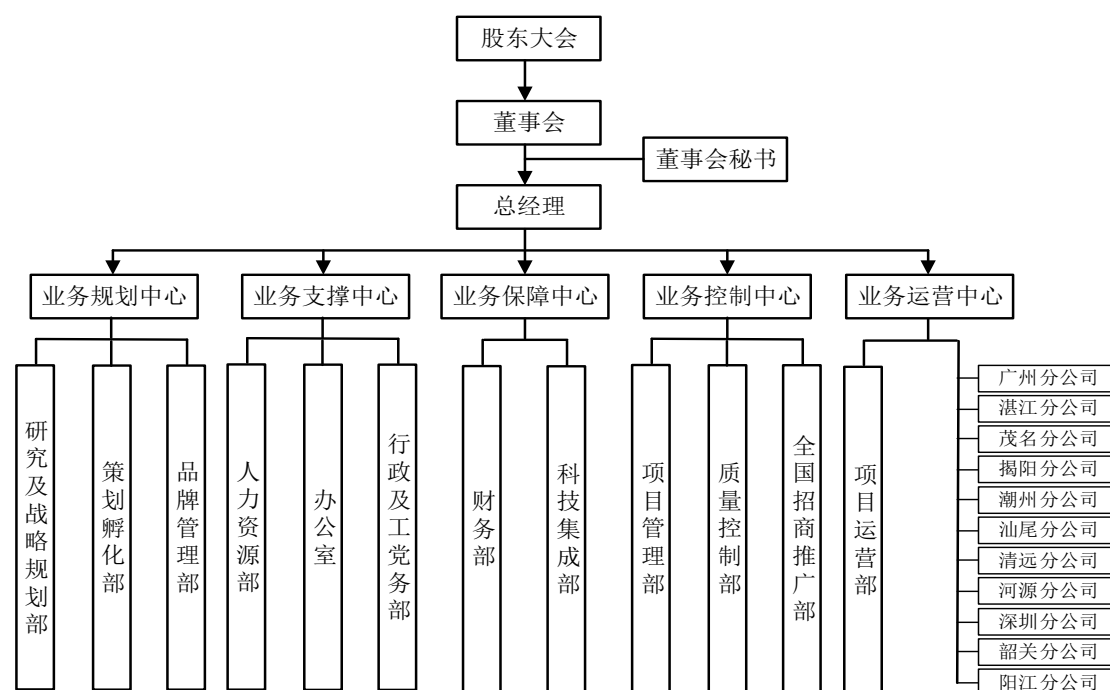 股东大会
董事会
董事会秘书
总经理
业务规划中心
业务支撑中心
业务保障中心
业务控制中心
业务运营中心
研究及战略规划部
策划孵化部
品牌管理部
人力资源部
办公室
行政及工党务部
财务部
科技集成部
项目管理部
质量控制部
全国招商推广部
项目运营部
广州分公司
湛江分公司
茂名分公司
揭阳分公司
潮州分公司
汕尾分公司
清远分公司
河源分公司
深圳分公司
韶关分公司
阳江分公司